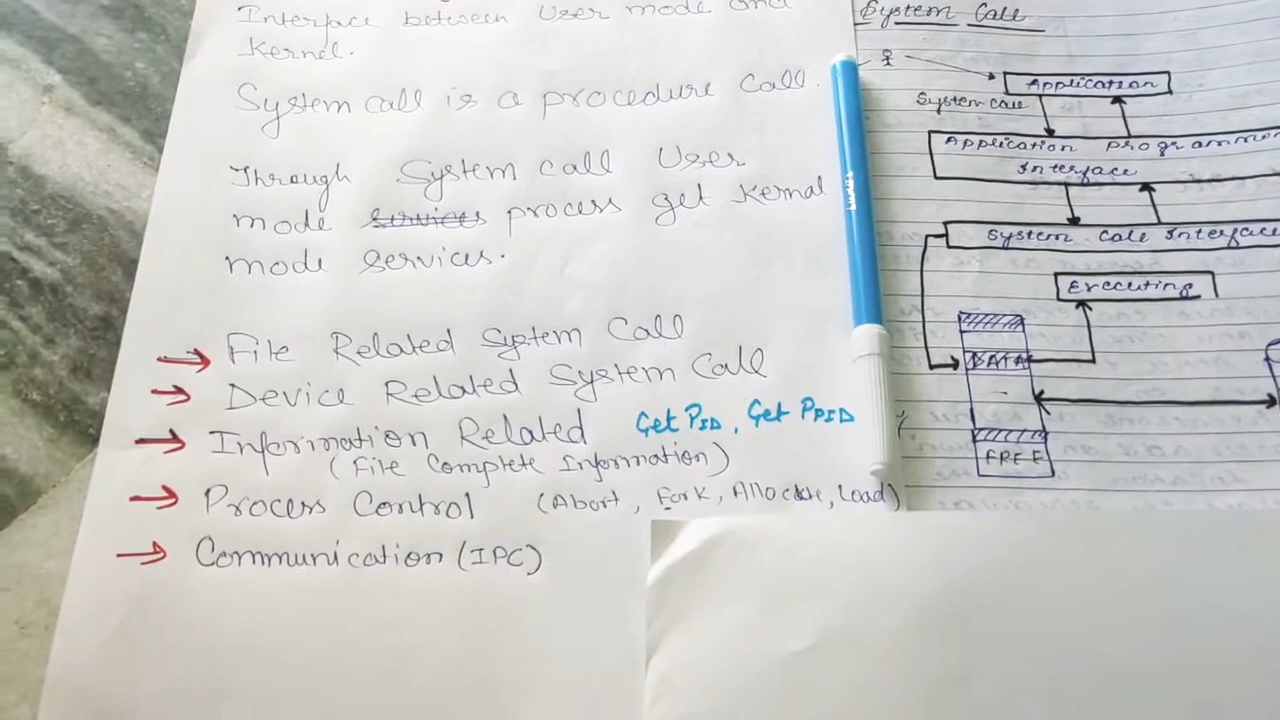 Interface between User mode and
Kernel.
System call is a procedure call.
Through System call User
mode services process get Kernal
mode services.
File Related System Call
Device Related System Call
Information Related Get PID, Get PPID
(File Complete Information)
Process Control (Abort, Fork, Allocate, Load)
Communication (IPC)
System Call
Application
System call
Application programmin
Interface
System call Interface
Executing
DATA
FREE